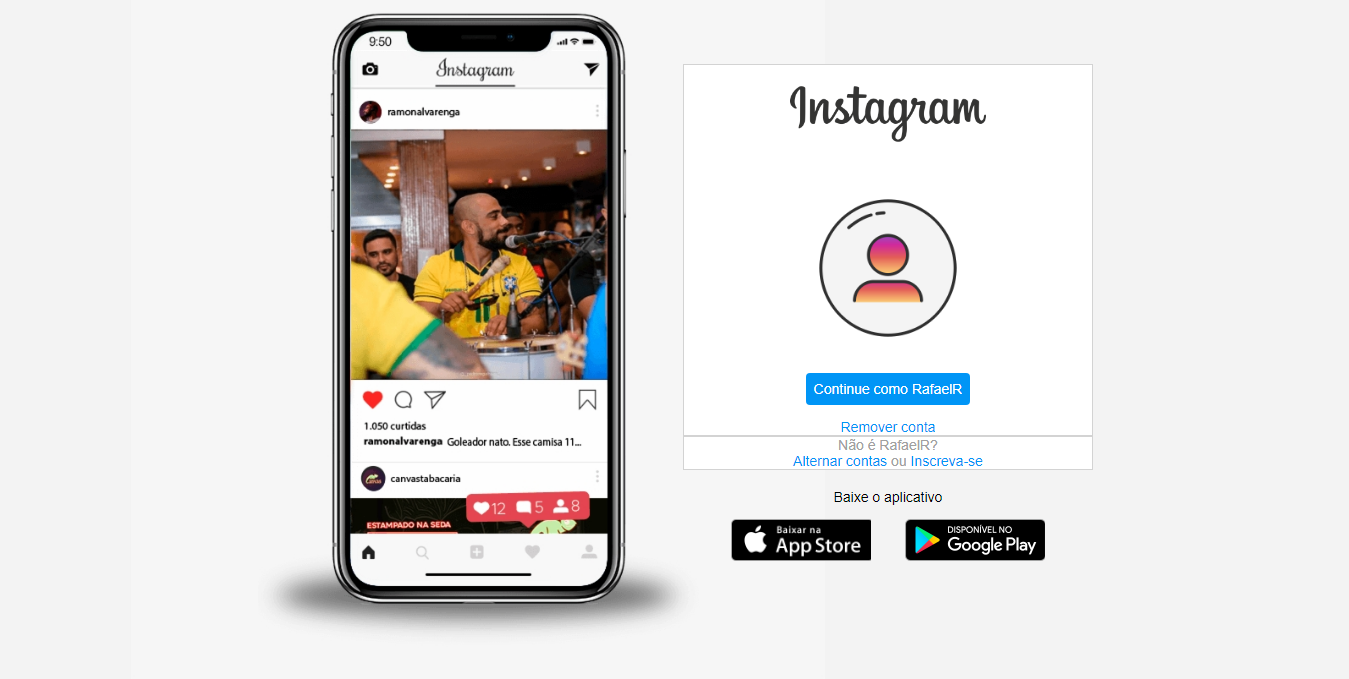 9:50
Instagram
ramonalvarenga
1.050 curtidas
ramonalvarenga Goleador nato. Esse camisa 11...
canvastabacaria
12 5 8
ESTAMPADO NA SEDA
Instagram
Continue como RafaelR
Remover conta
Não é RafaelR?
Alternar contas ou Inscreva-se
Baixe o aplicativo
Baixar na
App Store
DISPONÍVEL NO
Google Play